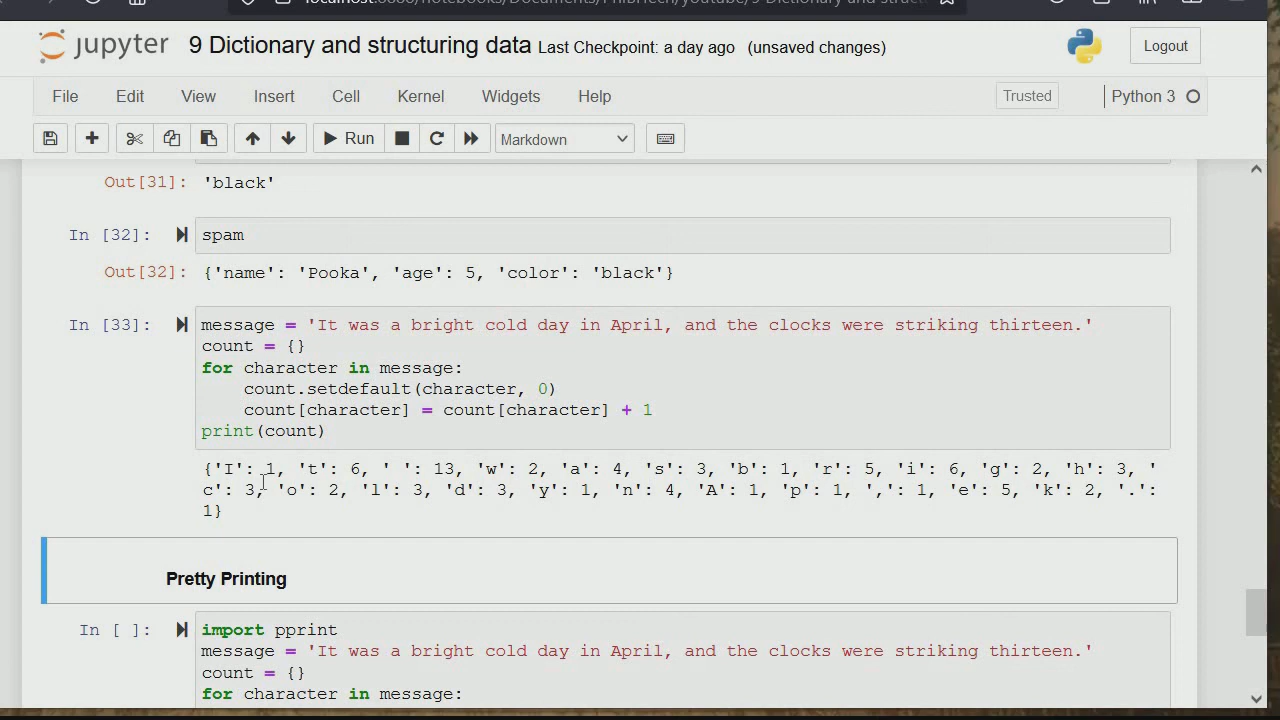 jupyter 9 Dictionary and structuring data Last Checkpoint: a day ago (unsaved changes) Logout
File Edit View Insert Cell Kernel Widgets Help Trusted Python 3
Run Markdown
Out[31]: 'black'
In [32]: spam
Out[32]: {'name': 'Pooka', 'age': 5, 'color': 'black'}
In [33]: message = 'It was a bright cold day in April, and the clocks were striking thirteen.'
count = {}
for character in message:
count.setdefault(character, 0)
count[character] = count[character] + 1
print(count)
{'I': 1, 't': 6, ' ': 13, 'w': 2, 'a': 4, 's': 3, 'b': 1, 'r': 5, 'i': 6, 'g': 2, 'h': 3, '
c': 3, 'o': 2, 'l': 3, 'd': 3, 'y': 1, 'n': 4, 'A': 1, 'p': 1, ',': 1, 'e': 5, 'k': 2, '.':
1}
Pretty Printing
In [ ]: import pprint
message = 'It was a bright cold day in April, and the clocks were striking thirteen.'
count = {}
for character in message: